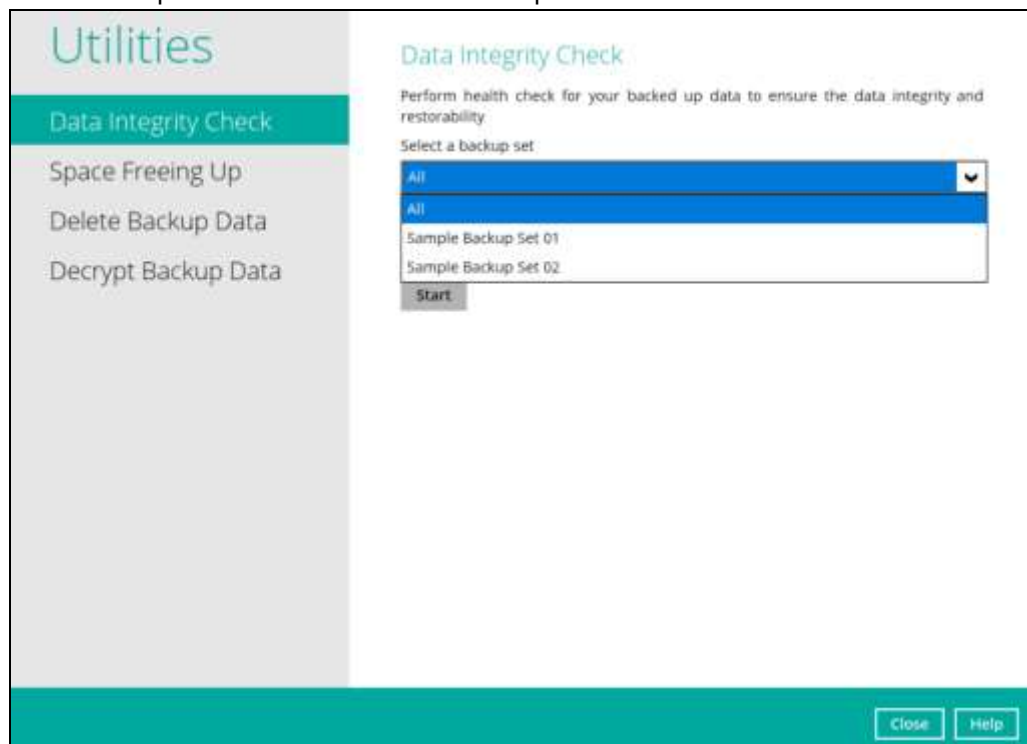 Utilities
Data Integrity Check
Space Freeing Up
Delete Backup Data
Decrypt Backup Data
Data Integrity Check
Perform health check for your backed up data to ensure the data integrity and
restorability
Select a backup set
All
All
Sample Backup Set 01
Sample Backup Set 02
Start
Close
Help